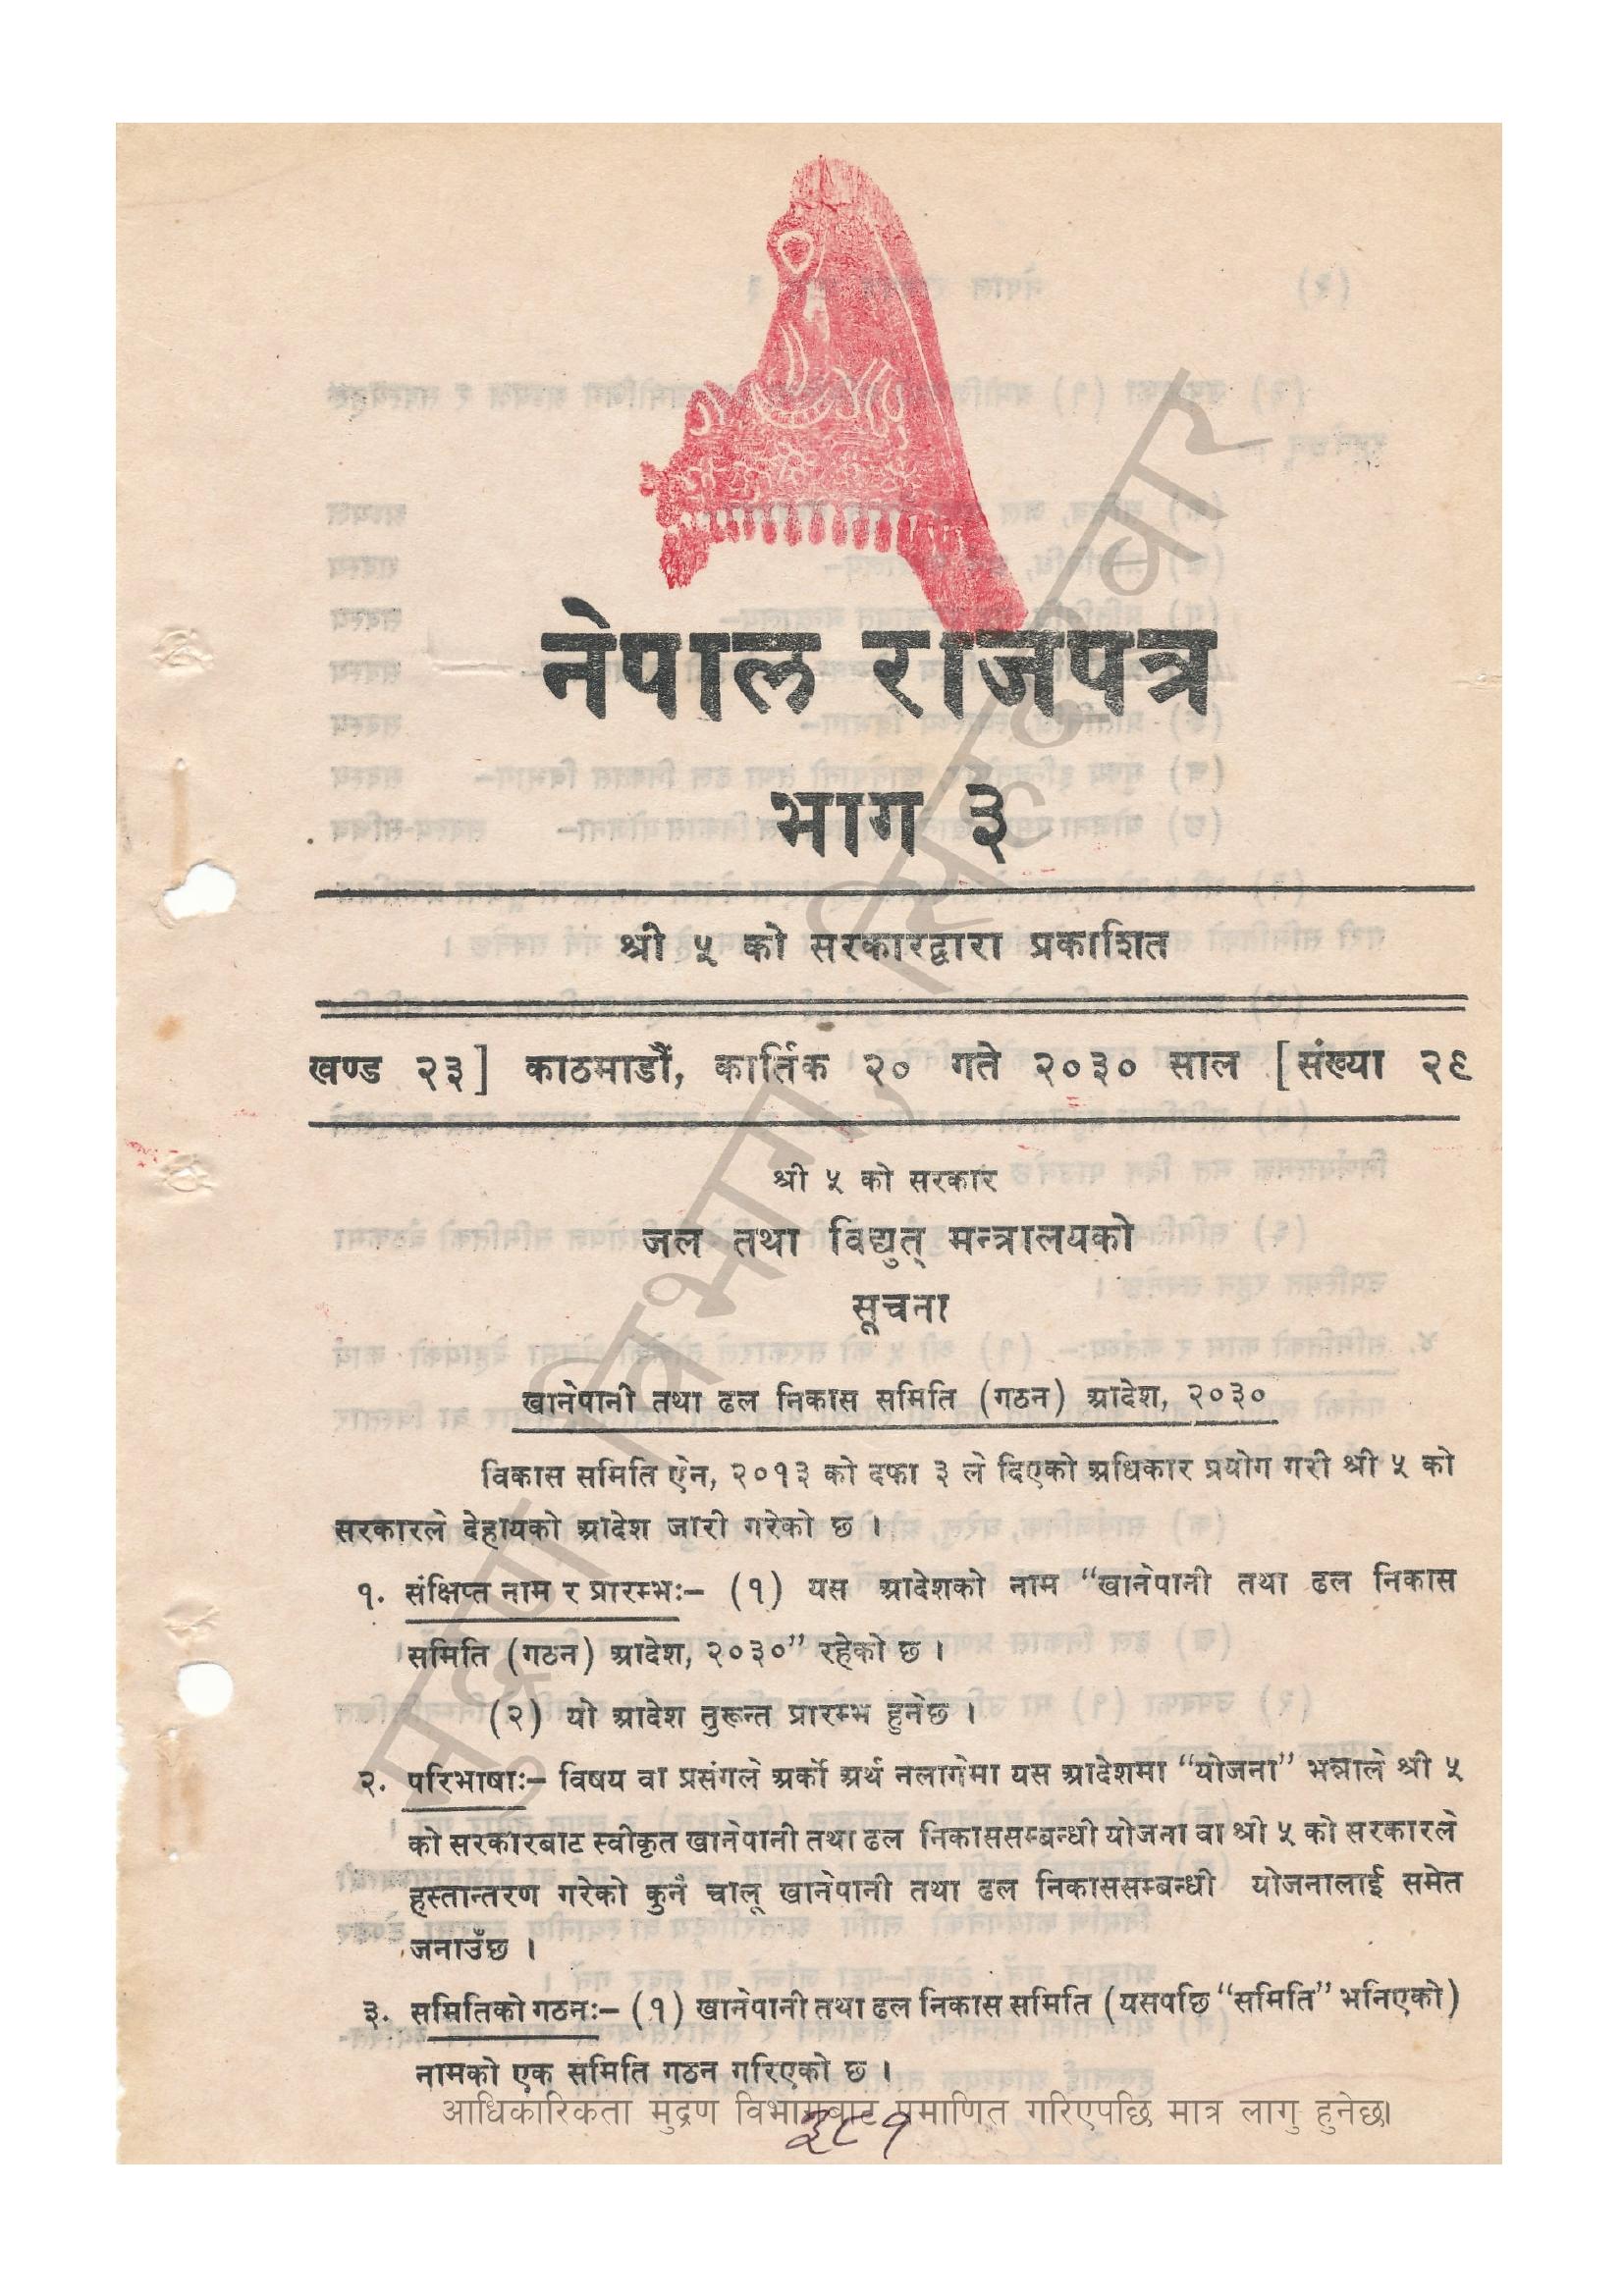 नेपाल राजपत्र
भाग ३
श्री ५ को सरकारद्वारा प्रकाशित
खण्ड २३] काठमाडौं, कार्तिक २० गते २०३० साल [संख्या २९
श्री ५ को सरकार
जल तथा विद्युत् मन्त्रालयको
सूचना
खानेपानी तथा ढल निकास समिति (गठन) आदेश, २०३०
विकास समिति ऐन, २०१३ को दफा ३ ले दिएको अधिकार प्रयोग गरी श्री ५ को
सरकारले देहायको आदेश जारी गरेको छ ।
१. संक्षिप्त नाम र प्रारम्भः– (१) यस आदेशको नाम “खानेपानी तथा ढल निकास
समिति (गठन) आदेश, २०३०” रहेको छ ।
(२) यो आदेश तुरून्त प्रारम्भ हुनेछ ।
२. परिभाषाः– विषय वा प्रसंगले अर्को अर्थ नलागेमा यस आदेशमा “योजना” भन्नाले श्री ५
को सरकारबाट स्वीकृत खानेपानी तथा ढल निकाससम्बन्धी योजना वा श्री ५ को सरकारले
हस्तान्तरण गरेको कुनै चालू खानेपानी तथा ढल निकाससम्बन्धी योजनालाई समेत
जनाउँछ ।
३. समितिको गठनः– (१) खानेपानी तथा ढल निकास समिति (यसपछि “समिति” भनिएको)
नामको एक समिति गठन गरिएको छ ।
आधिकारिकता मुद्रण विभागबाट प्रमाणित गरिएपछि मात्र लागु हुनेछ।
३८१
मुद्रण विभाग, सिंहदरबार